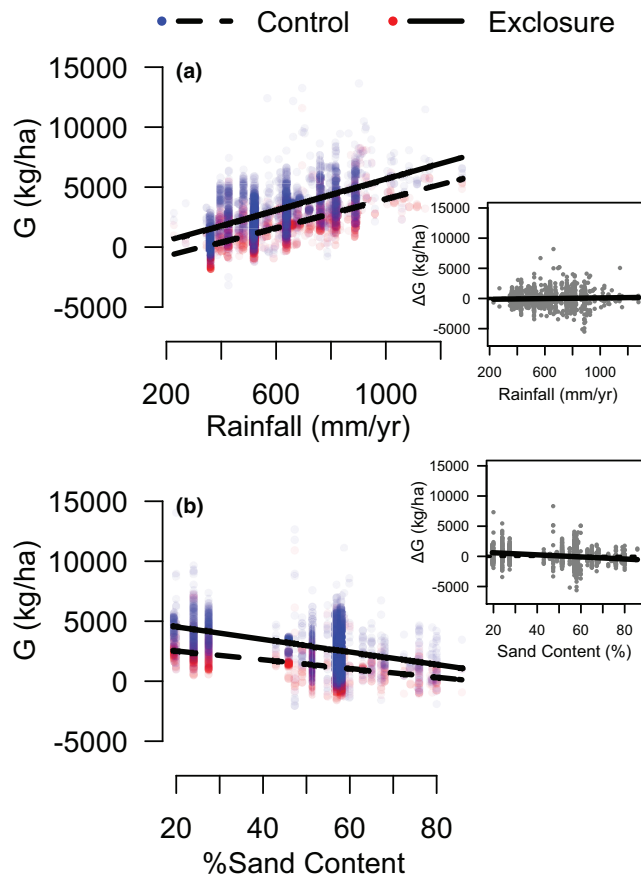 Control Exclosure
(a)
G (kg/ha)
15000
10000
5000
0
-5000
200 600 1000
Rainfall (mm/yr)
ΔG (kg/ha)
15000
10000
5000
0
-5000
200 600 1000
Rainfall (mm/yr)
(b)
G (kg/ha)
15000
10000
5000
0
-5000
20 40 60 80
%Sand Content
ΔG (kg/ha)
15000
10000
5000
0
-5000
20 40 60 80
Sand Content (%)